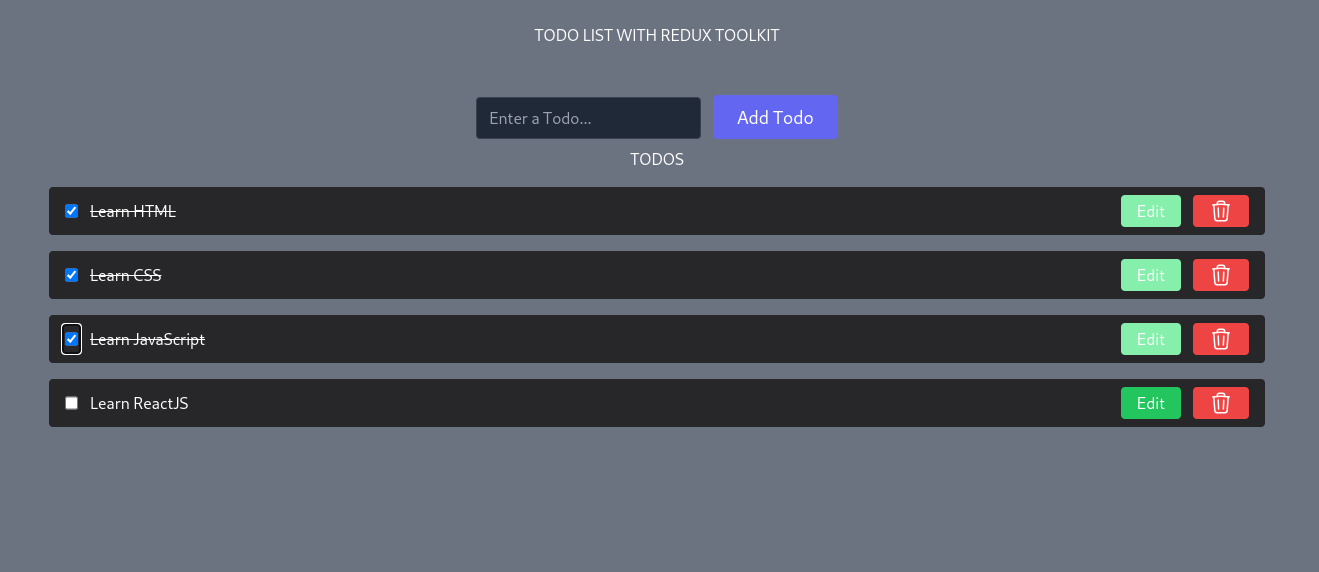 TODO LIST WITH REDUX TOOLKIT
Enter a Todo... Add Todo
TODOS
Learn HTML Edit
Learn CSS Edit
Learn JavaScript Edit
Learn ReactJS Edit